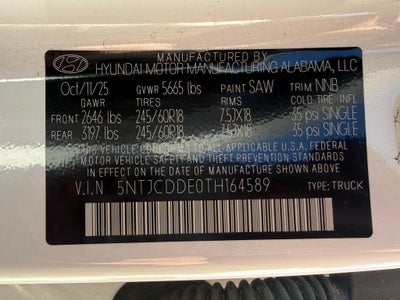 MANUFACTURED BY
HYUNDAI MOTOR MANUFACTURING ALABAMA, LLC
Oct/11/25 GVWR 5665 lbs PAINT SAW TRIM NNB
GAWR TIRES RIMS COLD TIRE INFL
FRONT 2646 lbs 245/60R18 7.5JX18 35 psi SINGLE
REAR 3197 lbs 245/60R18 7.5JX18 35 psi SINGLE
THIS VEHICLE CONFORMS TO ALL APPLICABLE U.S.A. FEDERAL
MOTOR VEHICLE SAFETY AND THEFT PREVENTION STANDARDS
IN EFFECT ON THE DATE OF MANUFACTURE SHOWN ABOVE.
V.I.N 5NTJCDDE0TH164589 TYPE: TRUCK